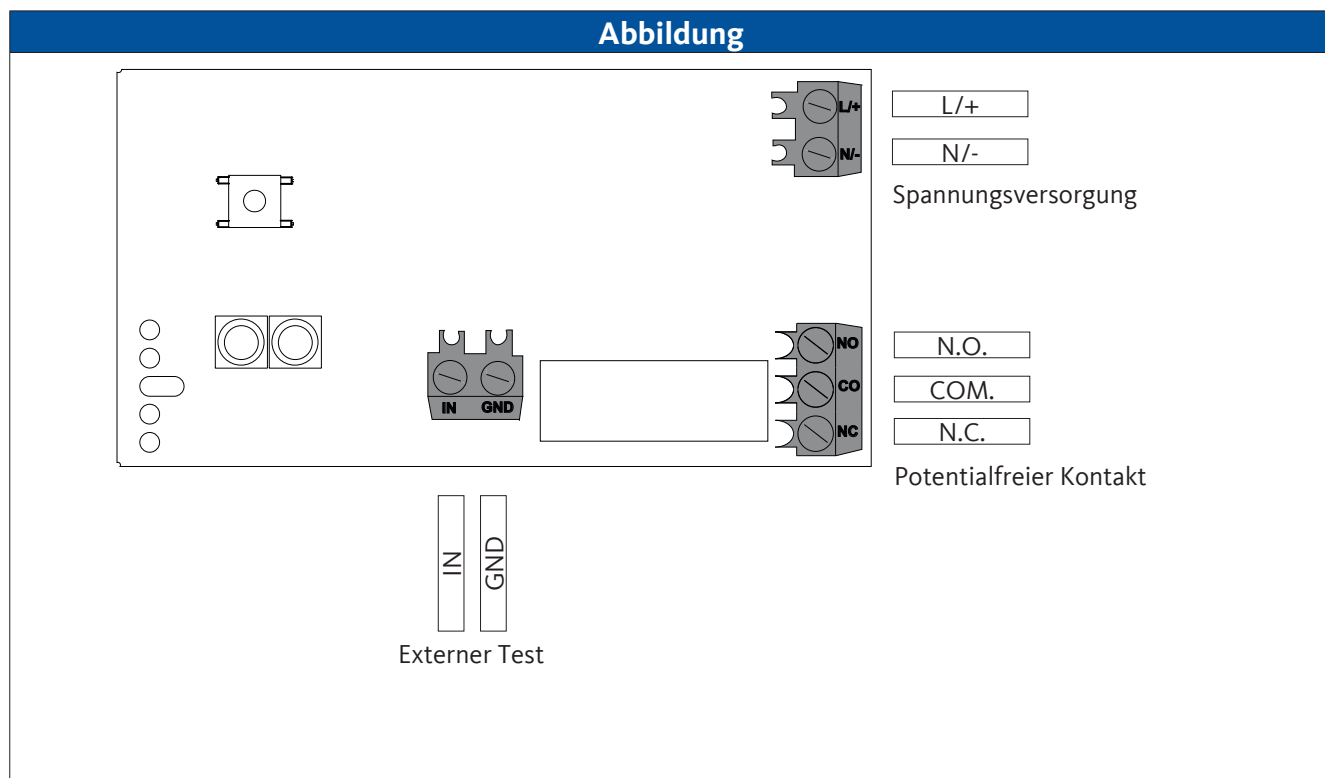 Abbildung
L/+
L/+
N/-
N/-
Spannungsversorgung
NO
N.O.
CO
COM.
NC
N.C.
IN GND
Potentialfreier Kontakt
IN
GND
Externer Test